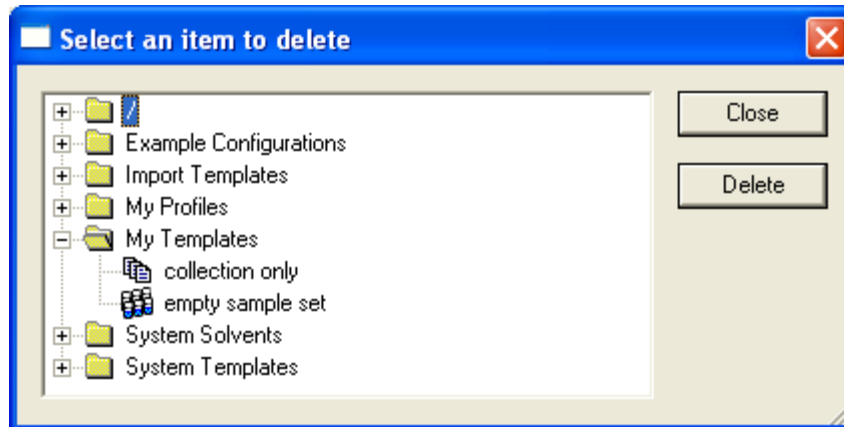 Select an item to delete
/
Example Configurations
Import Templates
My Profiles
My Templates
collection only
empty sample set
System Solvents
System Templates
Close
Delete